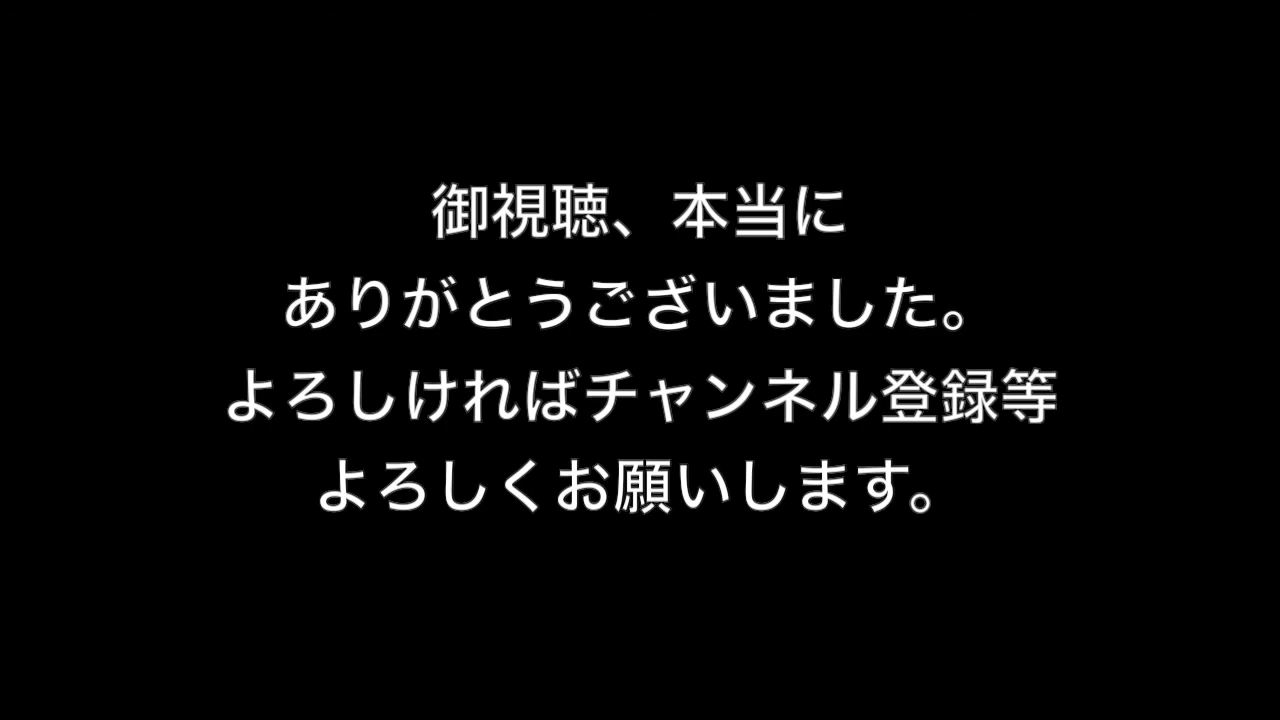 御視聴、本当に
ありがとうございました。
よろしければチャンネル登録等
よろしくお願いします。